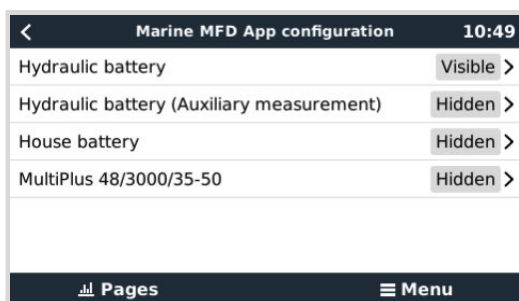 Marine MFD App configuration 10:49
Hydraulic battery Visible
Hydraulic battery (Auxiliary measurement) Hidden
House battery Hidden
MultiPlus 48/3000/35-50 Hidden
Pages Menu